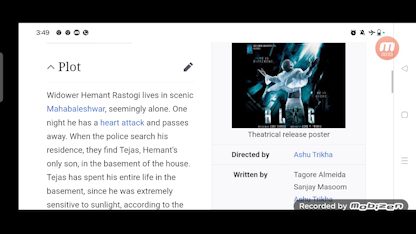 3:49
Plot
Widower Hemant Rastogi lives in scenic
Mahabaleshwar, seemingly alone. One
night he has a heart attack and passes
away. When the police search his
residence, they find Tejas, Hemant's
only son, in the basement of the house.
Tejas has spent his entire life in the
basement, since he was extremely
sensitive to sunlight, according to the
Theatrical release poster
Directed by Ashu Trikha
Written by Tagore Almeida
Sanjay Masoom
Ashu Trikha
Recorded by Mobizen